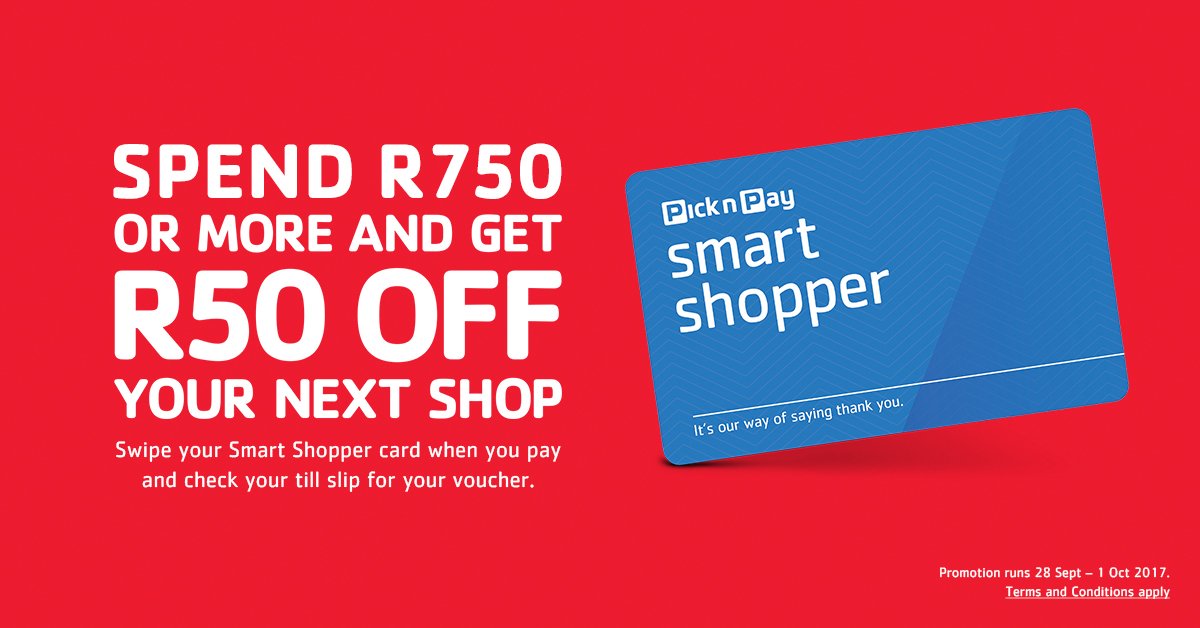 SPEND R750
OR MORE AND GET
R50 OFF
YOUR NEXT SHOP
Swipe your Smart Shopper card when you pay
and check your till slip for your voucher.
Pick n Pay
smart
shopper
It's our way of saying thank you.
Promotion runs 28 Sept – 1 Oct 2017.
Terms and Conditions apply